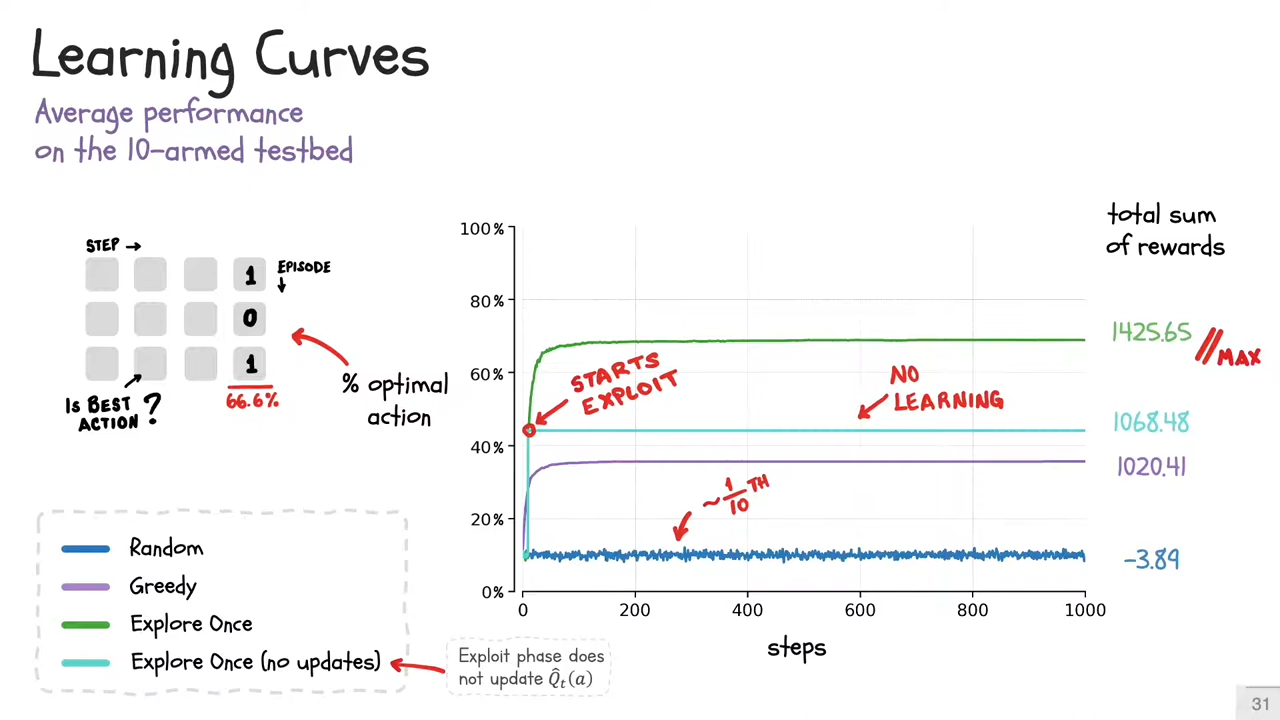 Learning Curves
Average performance
on the 10-armed testbed
STEP →
EPISODE
1
0
1
66.6%
IS BEST
ACTION ?
% optimal
action
100%
80%
60%
40%
20%
0%
0 200 400 600 800 1000
steps
STARTS
EXPLOIT
NO
LEARNING
~ 1/10 TH
total sum
of rewards
1425.65
MAX
1068.48
1020.41
-3.89
Random
Greedy
Explore Once
Explore Once (no updates)
Exploit phase does
not update Q̂ₜ(a)
31